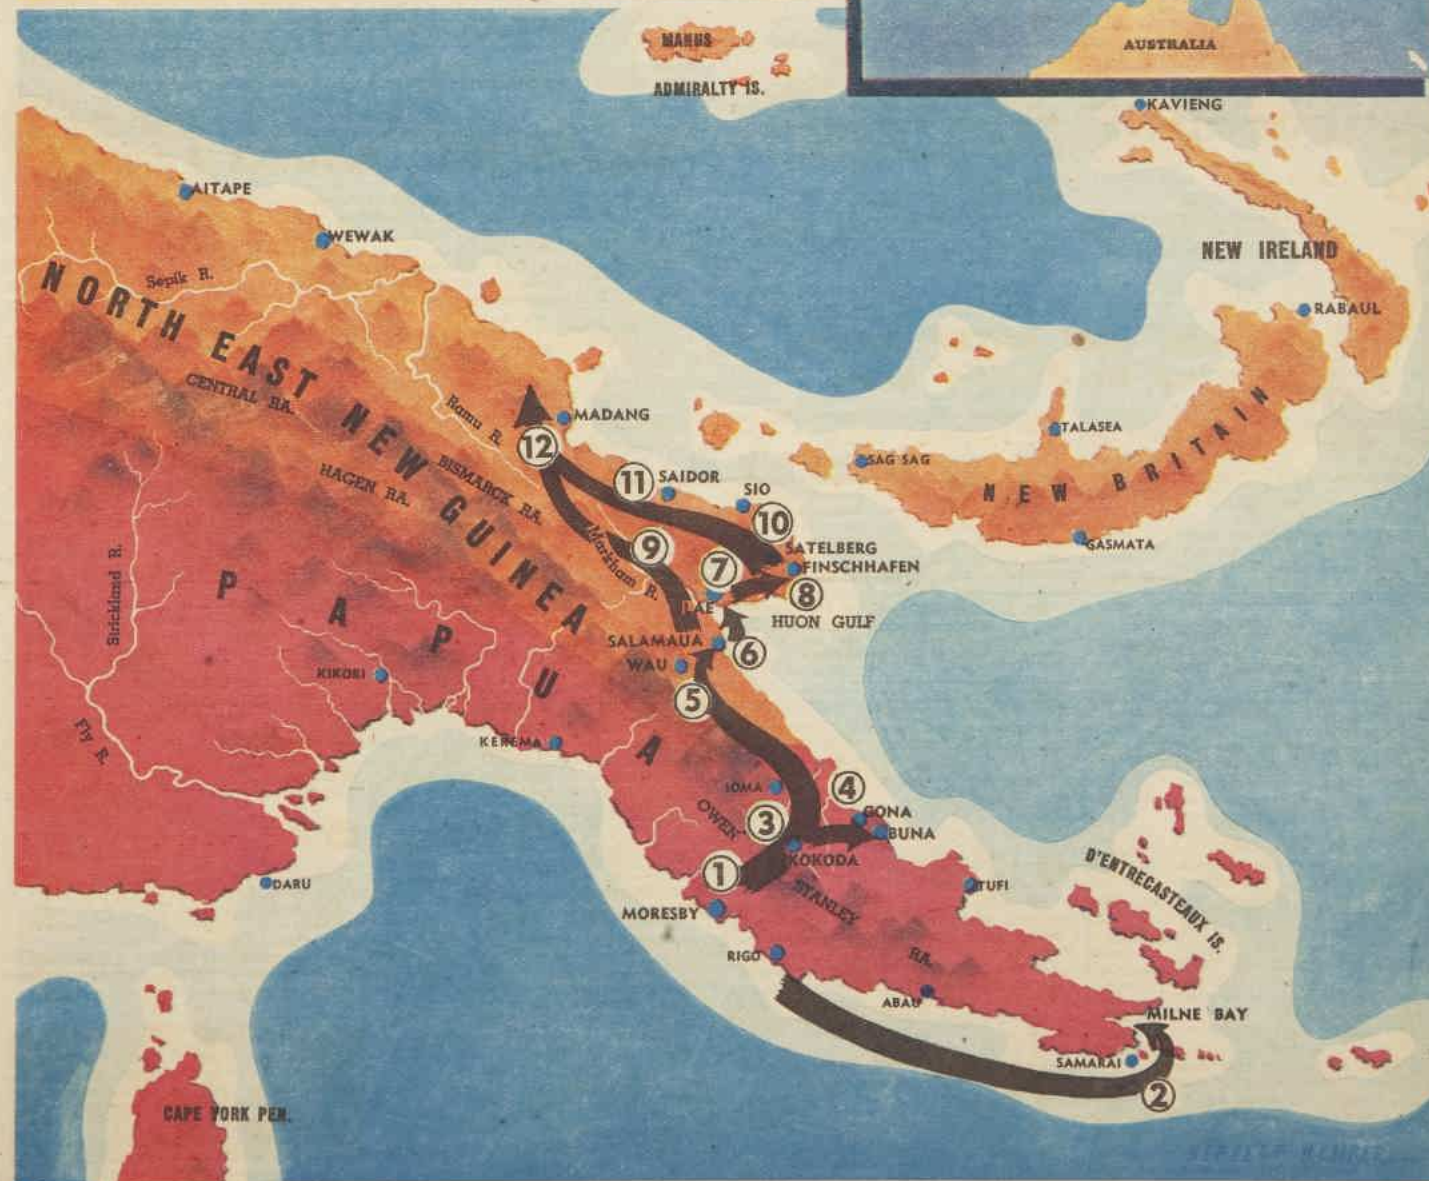 MANUS
ADMIRALTY IS.
AUSTRALIA
KAVIENG
AITAPE
WEWAK
NEW IRELAND
Sepik R.
NORTH EAST NEW GUINEA
RABAUL
CENTRAL RA.
Ramu R.
MADANG
12
TALASEA
HAGEN RA.
BISMARCK RA.
11
SAIDOR
SAG SAG
NEW BRITAIN
SIO
10
GASMATA
Markham R.
9
SATELBERG
FINSCHHAFEN
7
8
LAE
HUON GULF
Strickland R.
PAPUA
SALAMAUA
6
WAU
KIKORI
5
Fly R.
KEREMA
IOMA
4
GONA
OWEN
3
BUNA
KOKODA
1
DARU
STANLEY
TUFI
D'ENTRECASTEAUX IS.
MORESBY
RIGO
RA.
ABAU
MILNE BAY
SAMARAI
2
CAPE YORK PEN.